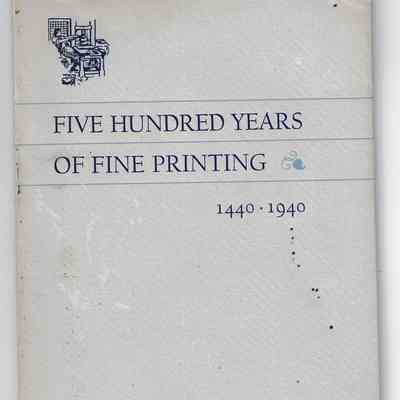 FIVE HUNDRED YEARS
OF FINE PRINTING
1440 · 1940